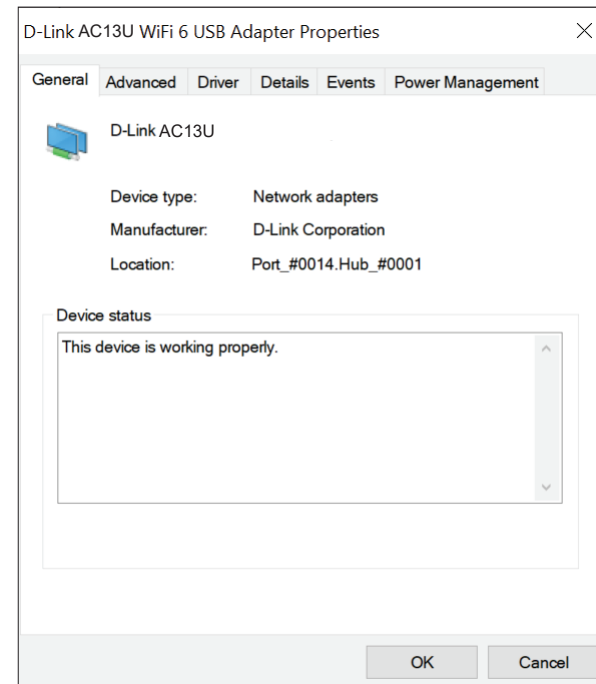 D-Link AC13U WiFi 6 USB Adapter Properties
General Advanced Driver Details Events Power Management
D-Link AC13U
Device type: Network adapters
Manufacturer: D-Link Corporation
Location: Port_#0014.Hub_#0001
Device status
This device is working properly.
OK Cancel